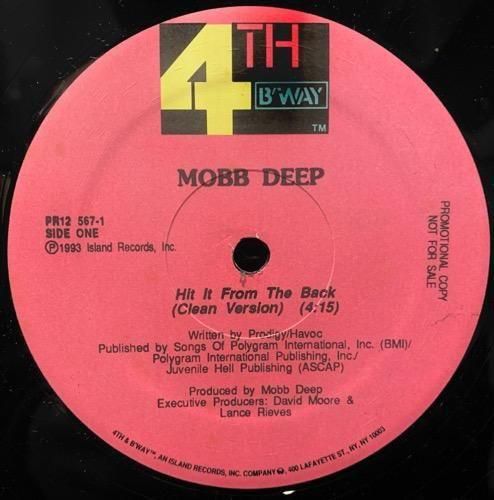 4TH
B'WAY
TM
MOBB DEEP
PR12 567-1
SIDE ONE
Ⓟ1993 Island Records, Inc.
PROMOTIONAL COPY
NOT FOR SALE
Hit It From The Back
(Clean Version) (4:15)
Written by Prodigy/Havoc
Published by Songs Of Polygram International, Inc. (BMI)/
Polygram International Publishing, Inc./
Juvenile Hell Publishing (ASCAP)
Produced by Mobb Deep
Executive Producers: David Moore &
Lance Rieves
4TH & B'WAY™, AN ISLAND RECORDS, INC. COMPANY, 400 LAFAYETTE ST., NY, NY 10003